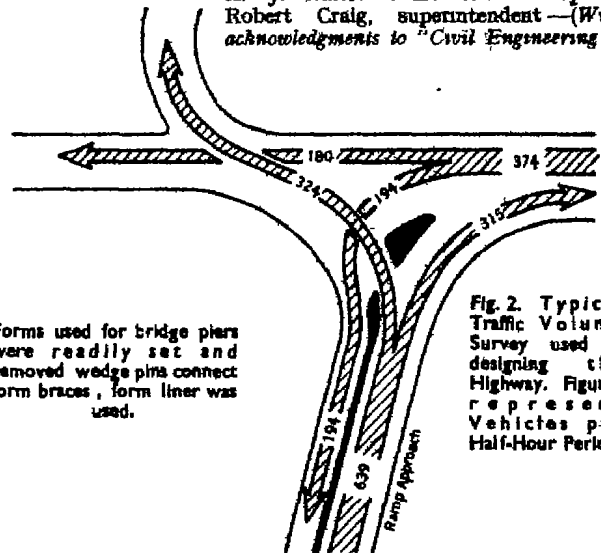 Robert Craig, superintendent—(W
acknowledgments to "Civil Engineering
180
374
324
194
315
Forms used for bridge piers
were readily set and
removed wedge pins connect
form braces, form liner was
used.
Fig. 2. Typic
Traffic Volun
Survey used
designing t
Highway. Figur
represe
Vehicles p
Half-Hour Perio
194
639
Ramp Approach